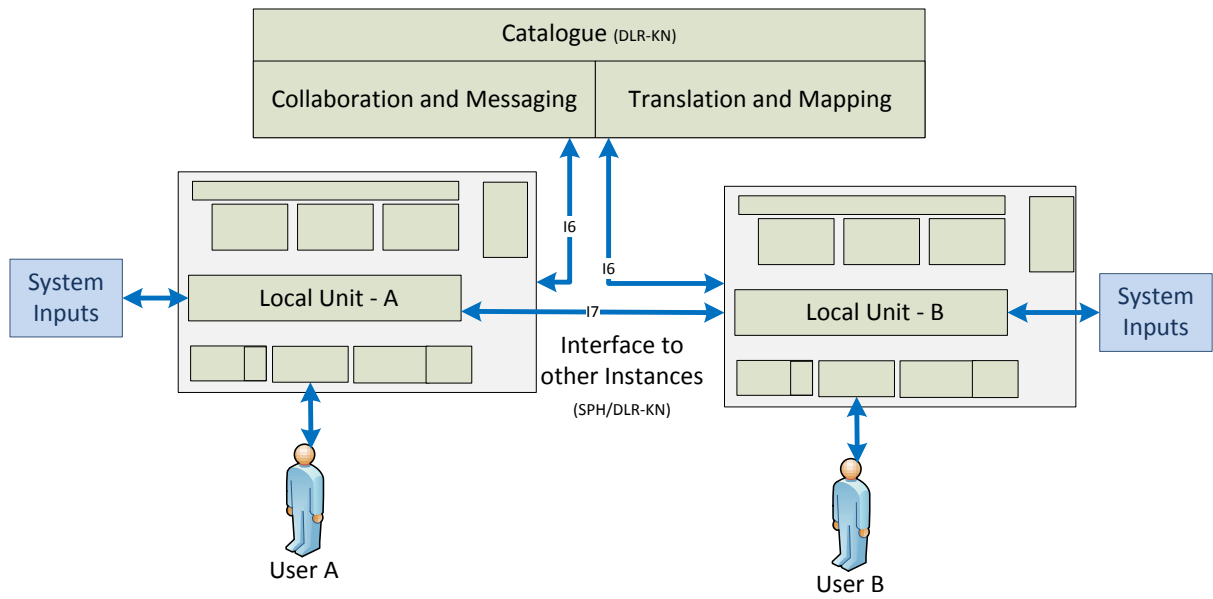 Catalogue (DLR-KN)
Collaboration and Messaging
Translation and Mapping
I6
I6
System
Inputs
Local Unit - A
I7
Local Unit - B
System
Inputs
Interface to
other Instances
(SPH/DLR-KN)
User A
User B